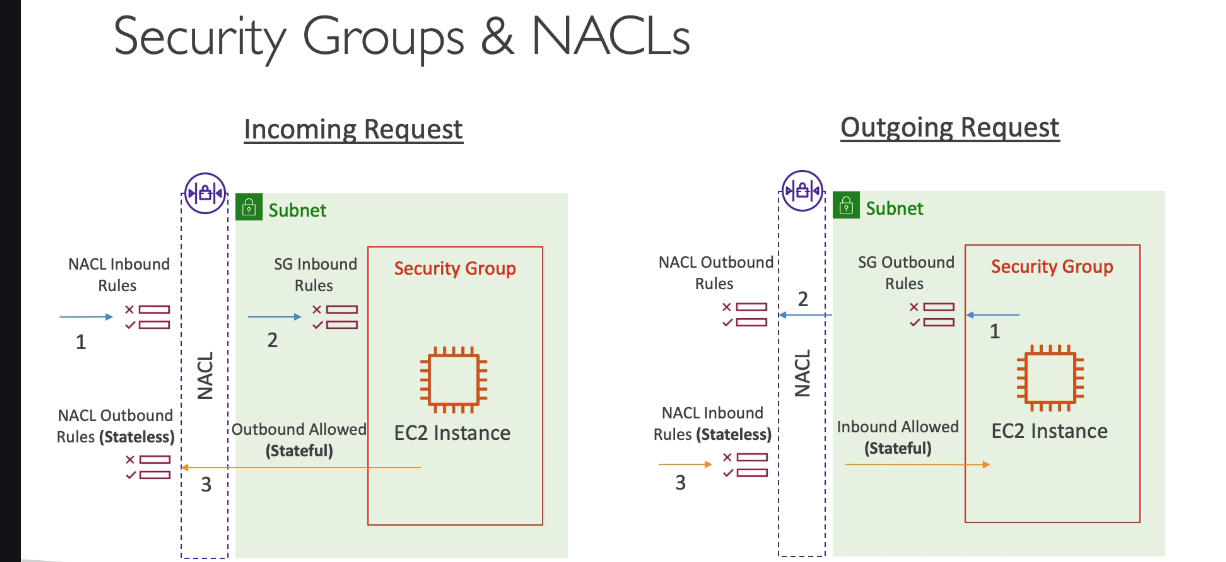 Security Groups & NACLs
Incoming Request
Subnet
NACL Inbound
Rules
1
NACL
SG Inbound
Rules
2
Security Group
EC2 Instance
NACL Outbound
Rules (Stateless)
Outbound Allowed
(Stateful)
3
Outgoing Request
Subnet
NACL Outbound
Rules
2
NACL
SG Outbound
Rules
Security Group
1
EC2 Instance
NACL Inbound
Rules (Stateless)
3
Inbound Allowed
(Stateful)